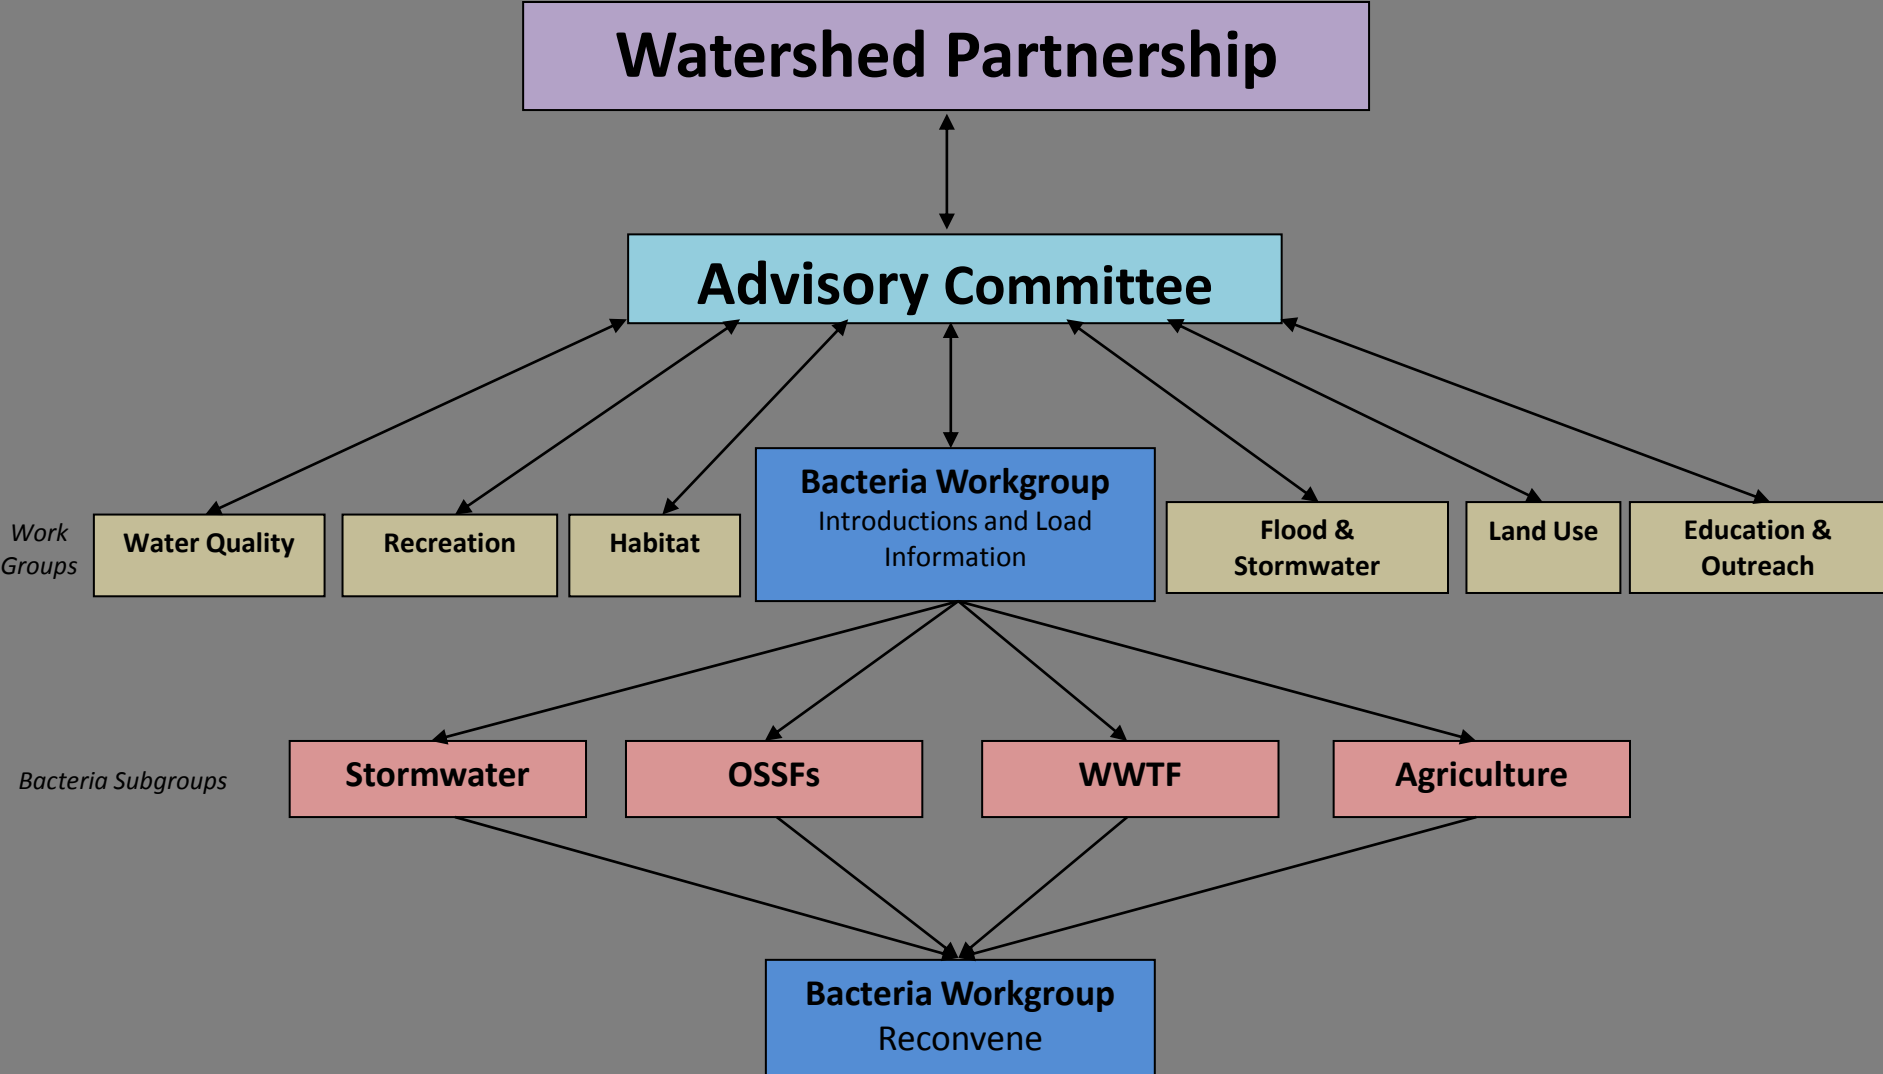 Watershed Partnership
Advisory Committee
Work
Groups
Water Quality
Recreation
Habitat
Bacteria Workgroup
Introductions and Load
Information
Flood &
Stormwater
Land Use
Education &
Outreach
Bacteria Subgroups
Stormwater
OSSFs
WWTF
Agriculture
Bacteria Workgroup
Reconvene